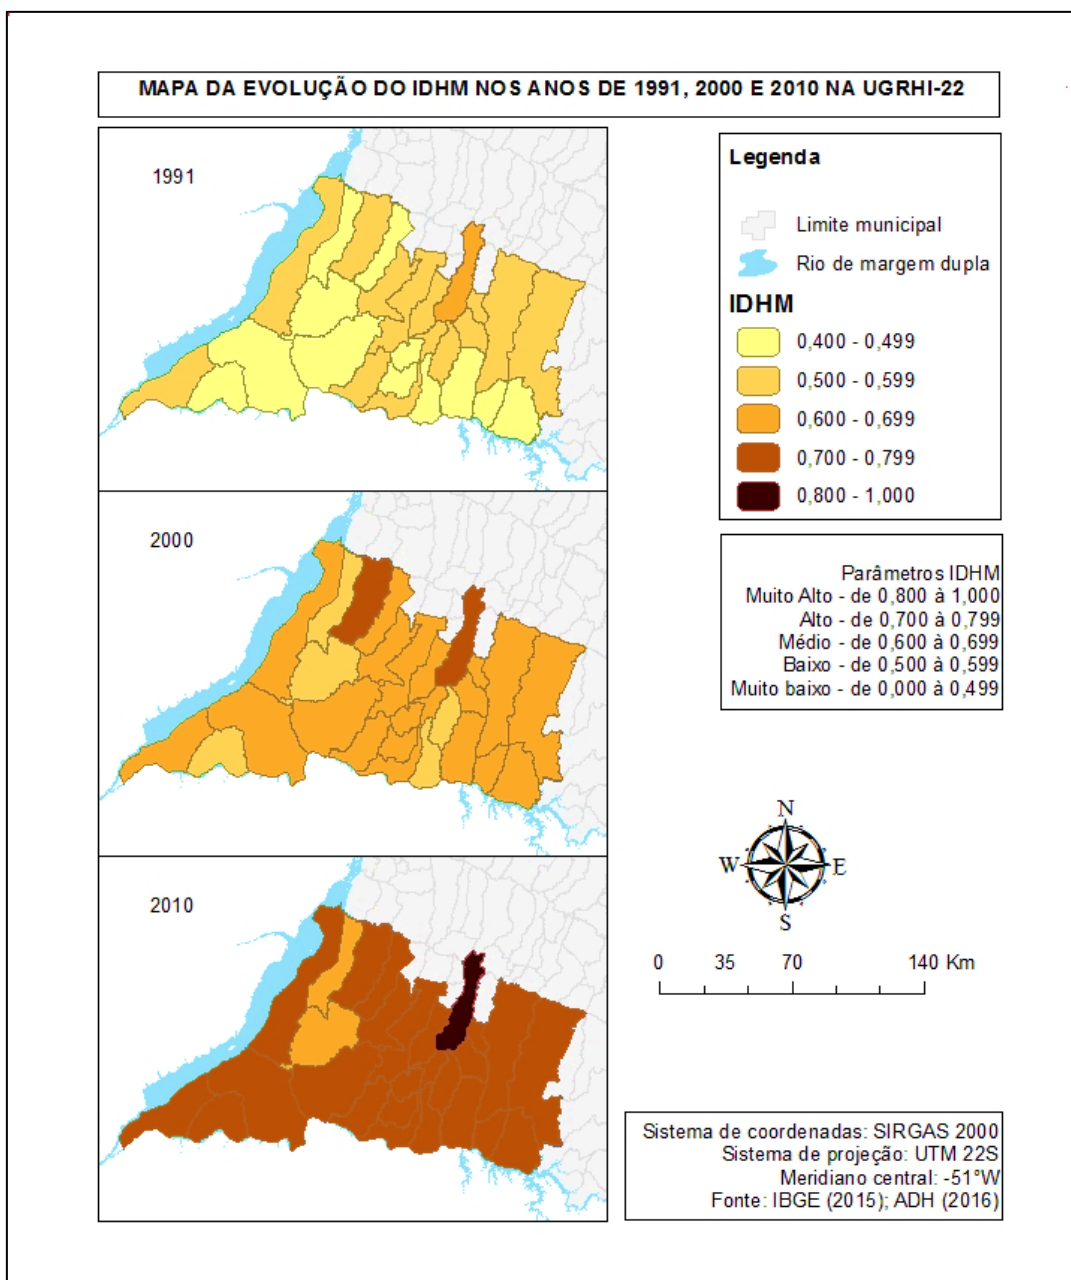 MAPA DA EVOLUÇÃO DO IDHM NOS ANOS DE 1991, 2000 E 2010 NA UGRHI-22
1991
2000
2010
Legenda
Limite municipal
Rio de margem dupla
IDHM
0,400 - 0,499
0,500 - 0,599
0,600 - 0,699
0,700 - 0,799
0,800 - 1,000
Parâmetros IDHM
Muito Alto - de 0,800 à 1,000
Alto - de 0,700 à 0,799
Médio - de 0,600 à 0,699
Baixo - de 0,500 à 0,599
Muito baixo - de 0,000 à 0,499
N
W E
S
0 35 70 140 Km
Sistema de coordenadas: SIRGAS 2000
Sistema de projeção: UTM 22S
Meridiano central: -51°W
Fonte: IBGE (2015); ADH (2016)